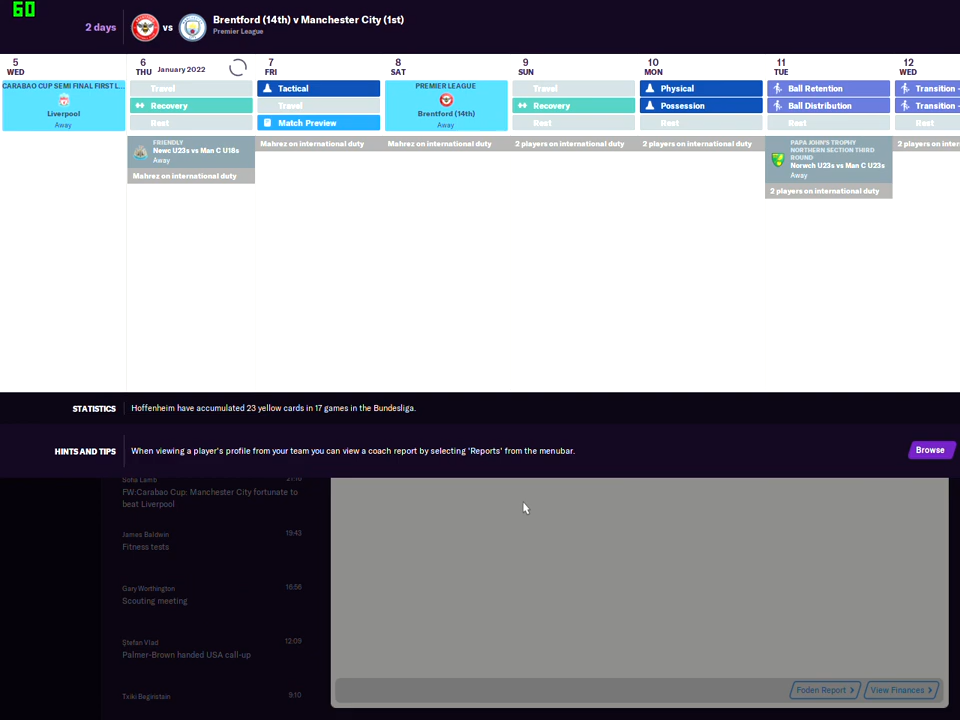 60
2 days
vs
Brentford (14th) v Manchester City (1st)
Premier League
5
WED
6
THU January 2022
7
FRI
8
SAT
9
SUN
10
MON
11
TUE
12
WED
CARABAO CUP SEMI FINAL FIRST L...
Liverpool
Away
Travel
Recovery
Rest
FRIENDLY
Newc U23s vs Man C U18s
Away
Mahrez on international duty
Tactical
Travel
Match Preview
Mahrez on international duty
PREMIER LEAGUE
Brentford (14th)
Away
Mahrez on international duty
Travel
Recovery
Rest
2 players on international duty
Physical
Possession
Rest
2 players on international duty
Ball Retention
Ball Distribution
Rest
PAPA JOHN'S TROPHY
NORTHERN SECTION THIRD
ROUND
Norwch U23s vs Man C U23s
Away
2 players on international duty
Transition -
Transition -
Rest
2 players on inter
STATISTICS
Hoffenheim have accumulated 23 yellow cards in 17 games in the Bundesliga.
HINTS AND TIPS
When viewing a player's profile from your team you can view a coach report by selecting 'Reports' from the menubar.
Browse
Sofia Lamb
FW:Carabao Cup: Manchester City fortunate to
beat Liverpool
James Baldwin 19:43
Fitness tests
Gary Worthington 16:56
Scouting meeting
Ștefan Vlad 12:09
Palmer-Brown handed USA call-up
Txiki Beginstain 9:10
Foden Report
View Finances